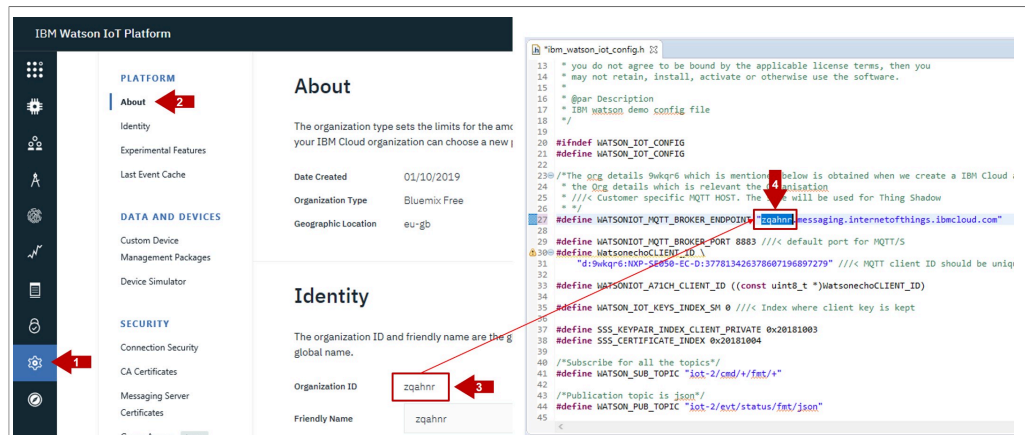 IBM Watson IoT Platform
PLATFORM
About
2
Identity
Experimental Features
Last Event Cache
DATA AND DEVICES
Custom Device
Management Packages
Device Simulator
SECURITY
Connection Security
CA Certificates
Messaging Server
Certificates
1
About
The organization type sets the limits for the amo
your IBM Cloud organization can choose a new
Date Created 01/10/2019
Organization Type Bluemix Free
Geographic Location eu-gb
Identity
The organization ID and friendly name are the g
global name.
Organization ID zqahnr
3
Friendly Name zqahnr
*ibm_watson_iot_config.h
13 * you do not agree to be bound by the applicable license terms, then you
14 * may not retain, install, activate or otherwise use the software.
15 *
16 * @par Description
17 * IBM watson demo config file
18 */
19
20 #ifndef WATSON_IOT_CONFIG
21 #define WATSON_IOT_CONFIG
22
23 /*The org details 9wkqr6 which is mentioned below is obtained when we create a IBM Cloud a
24 * the Org details which is relevant the Organisation
25 * ///< Customer specific MQTT HOST. The will be used for Thing Shadow
26 * */
4
27 #define WATSONIOT_MQTT_BROKER_ENDPOINT "zqahnr.messaging.internetofthings.ibmcloud.com"
28
29 #define WATSONIOT_MQTT_BROKER_PORT 8883 ///< default port for MQTT/S
30 #define WatsonechoCLIENT_ID \
31 "d:9wkqr6:NXP-SE050-EC-D:377813426378607196897279" ///< MQTT client ID should be uniq
32
33 #define WATSONIOT_A71CH_CLIENT_ID ((const uint8_t *)WatsonechoCLIENT_ID)
34
35 #define WATSON_IOT_KEYS_INDEX_SM 0 ///< Index where client key is kept
36
37 #define SSS_KEYPAIR_INDEX_CLIENT_PRIVATE 0x20181003
38 #define SSS_CERTIFICATE_INDEX 0x20181004
39
40 /*Subscribe for all the topics*/
41 #define WATSON_SUB_TOPIC "iot-2/cmd/+/fmt/+"
42
43 /*Publication topic is json*/
44 #define WATSON_PUB_TOPIC "iot-2/evt/status/fmt/json"
45